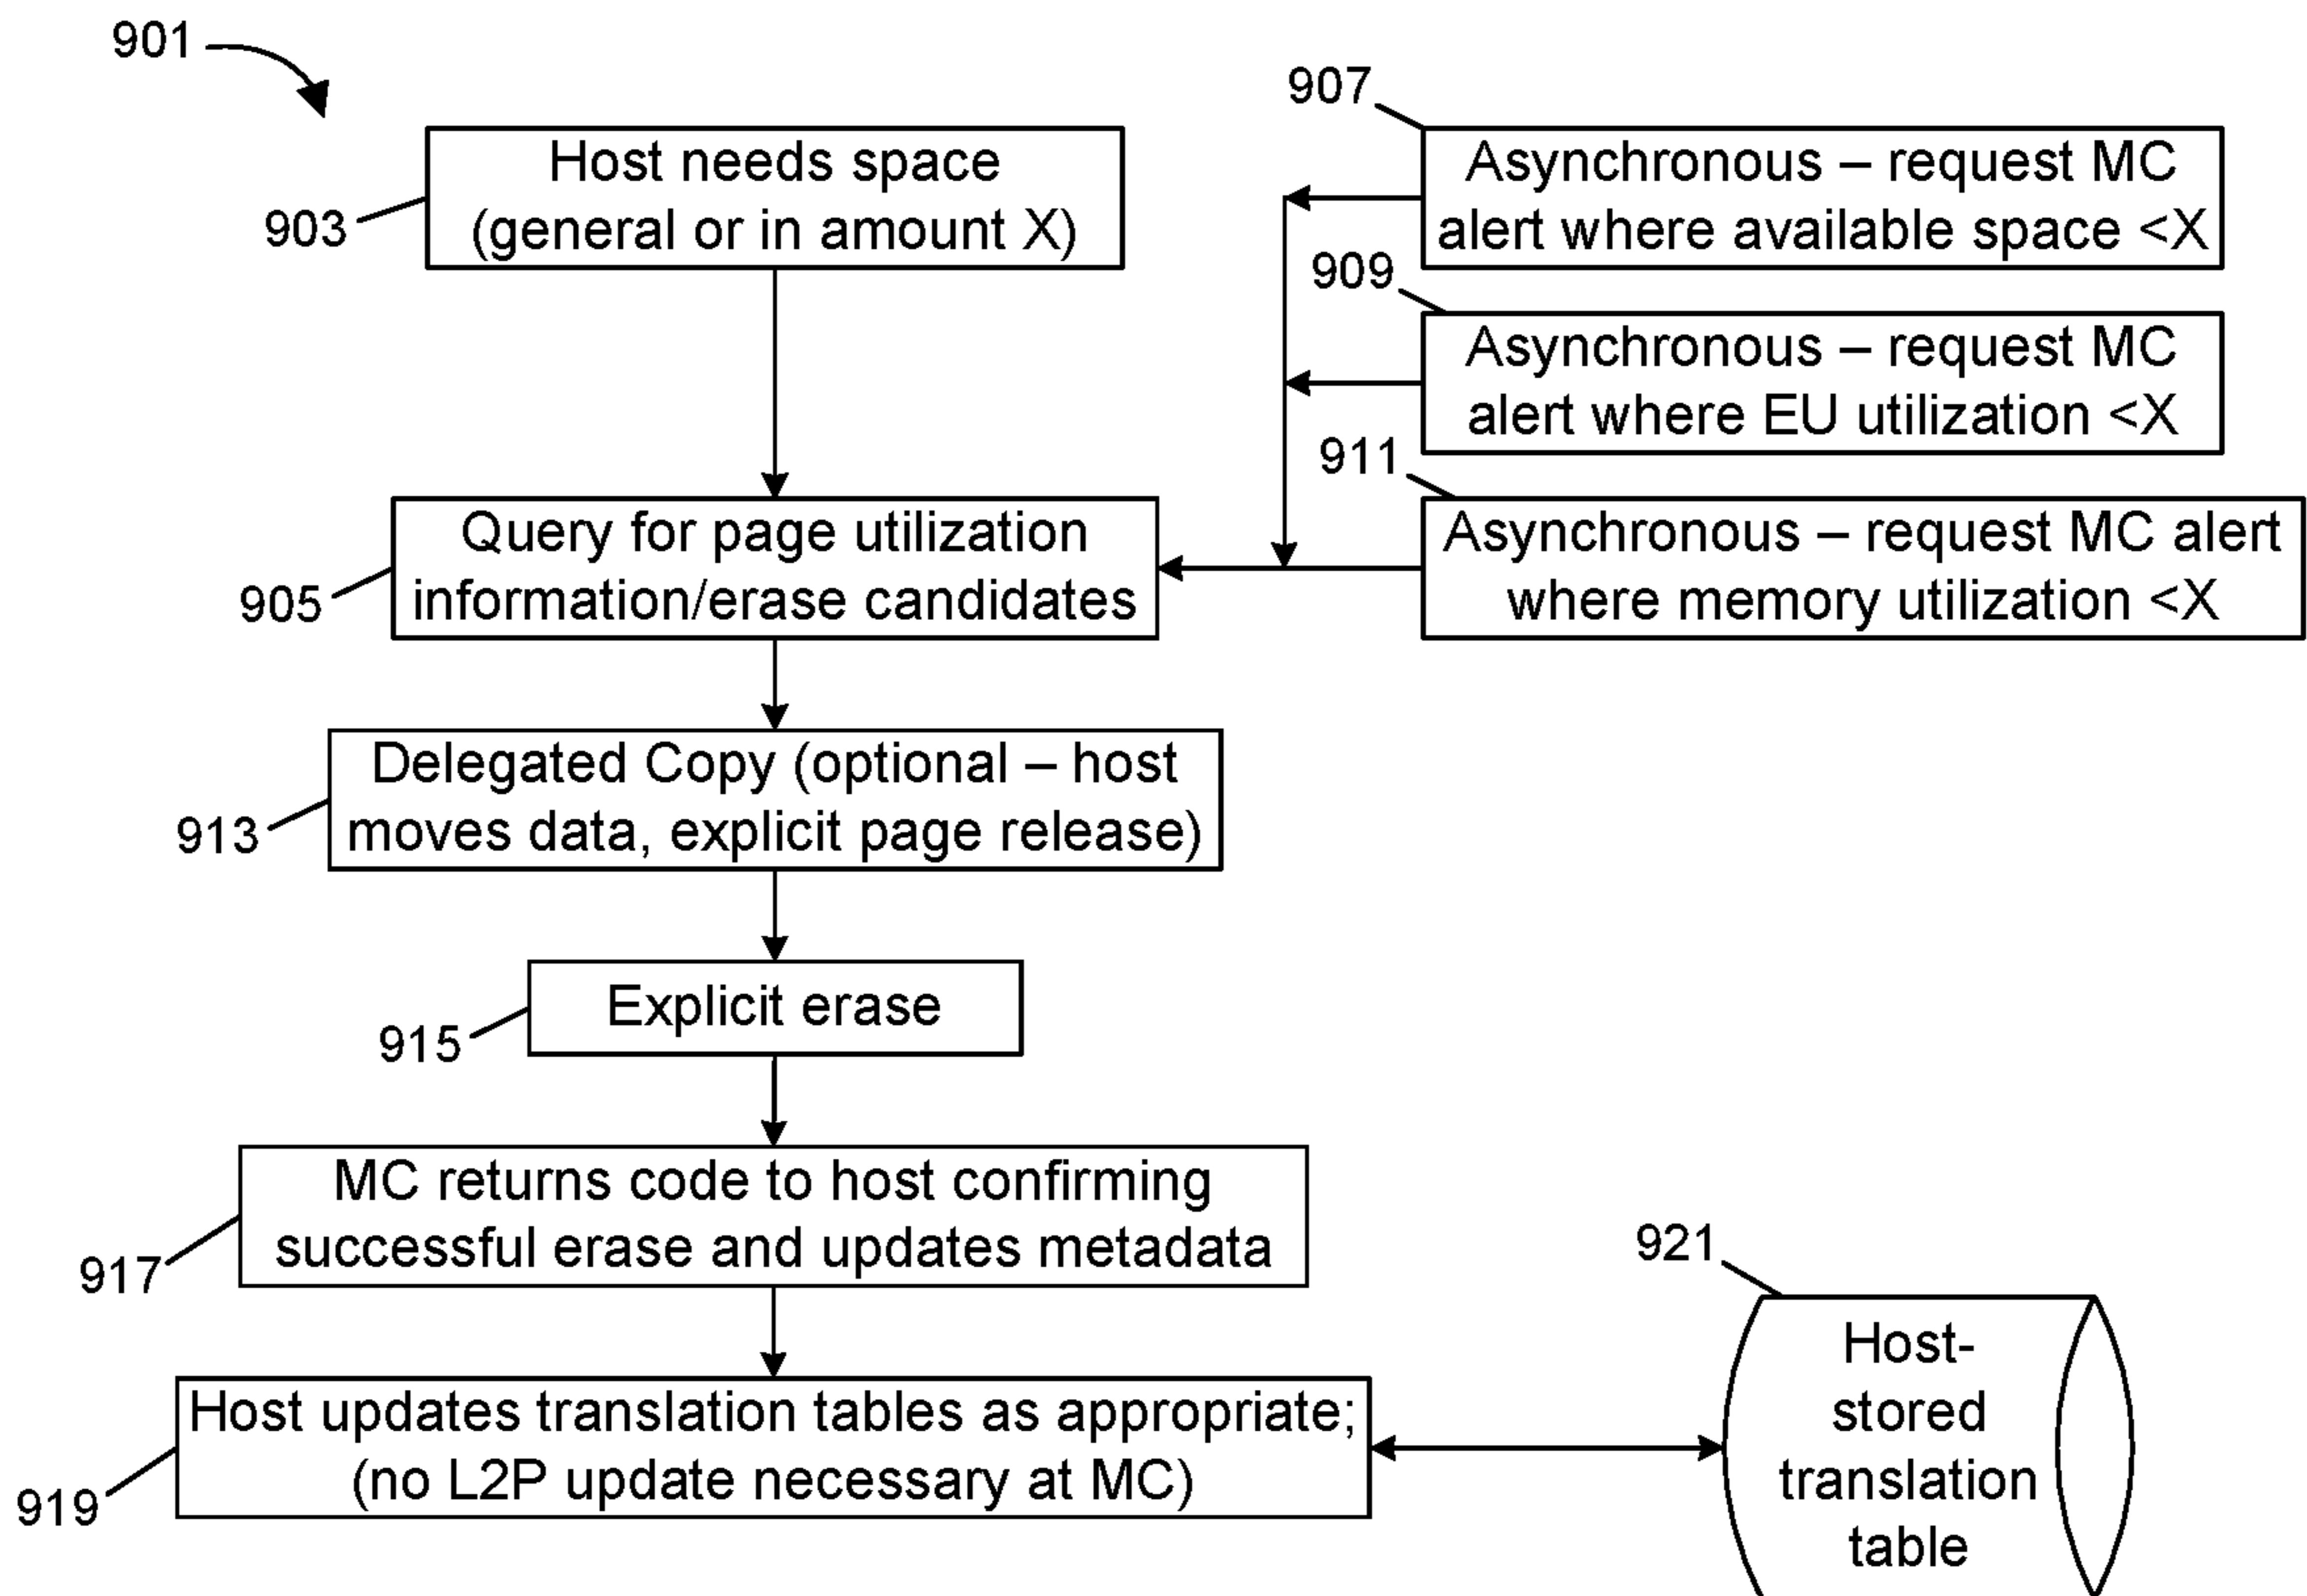 901
907
Host needs space
(general or in amount X)
903
Asynchronous – request MC
alert where available space <X
909
Asynchronous – request MC
alert where EU utilization <X
911
Query for page utilization
information/erase candidates
905
Asynchronous – request MC alert
where memory utilization <X
Delegated Copy (optional – host
moves data, explicit page release)
913
Explicit erase
915
MC returns code to host confirming
successful erase and updates metadata
917
921
Host updates translation tables as appropriate;
(no L2P update necessary at MC)
919
Host-
stored
translation
table